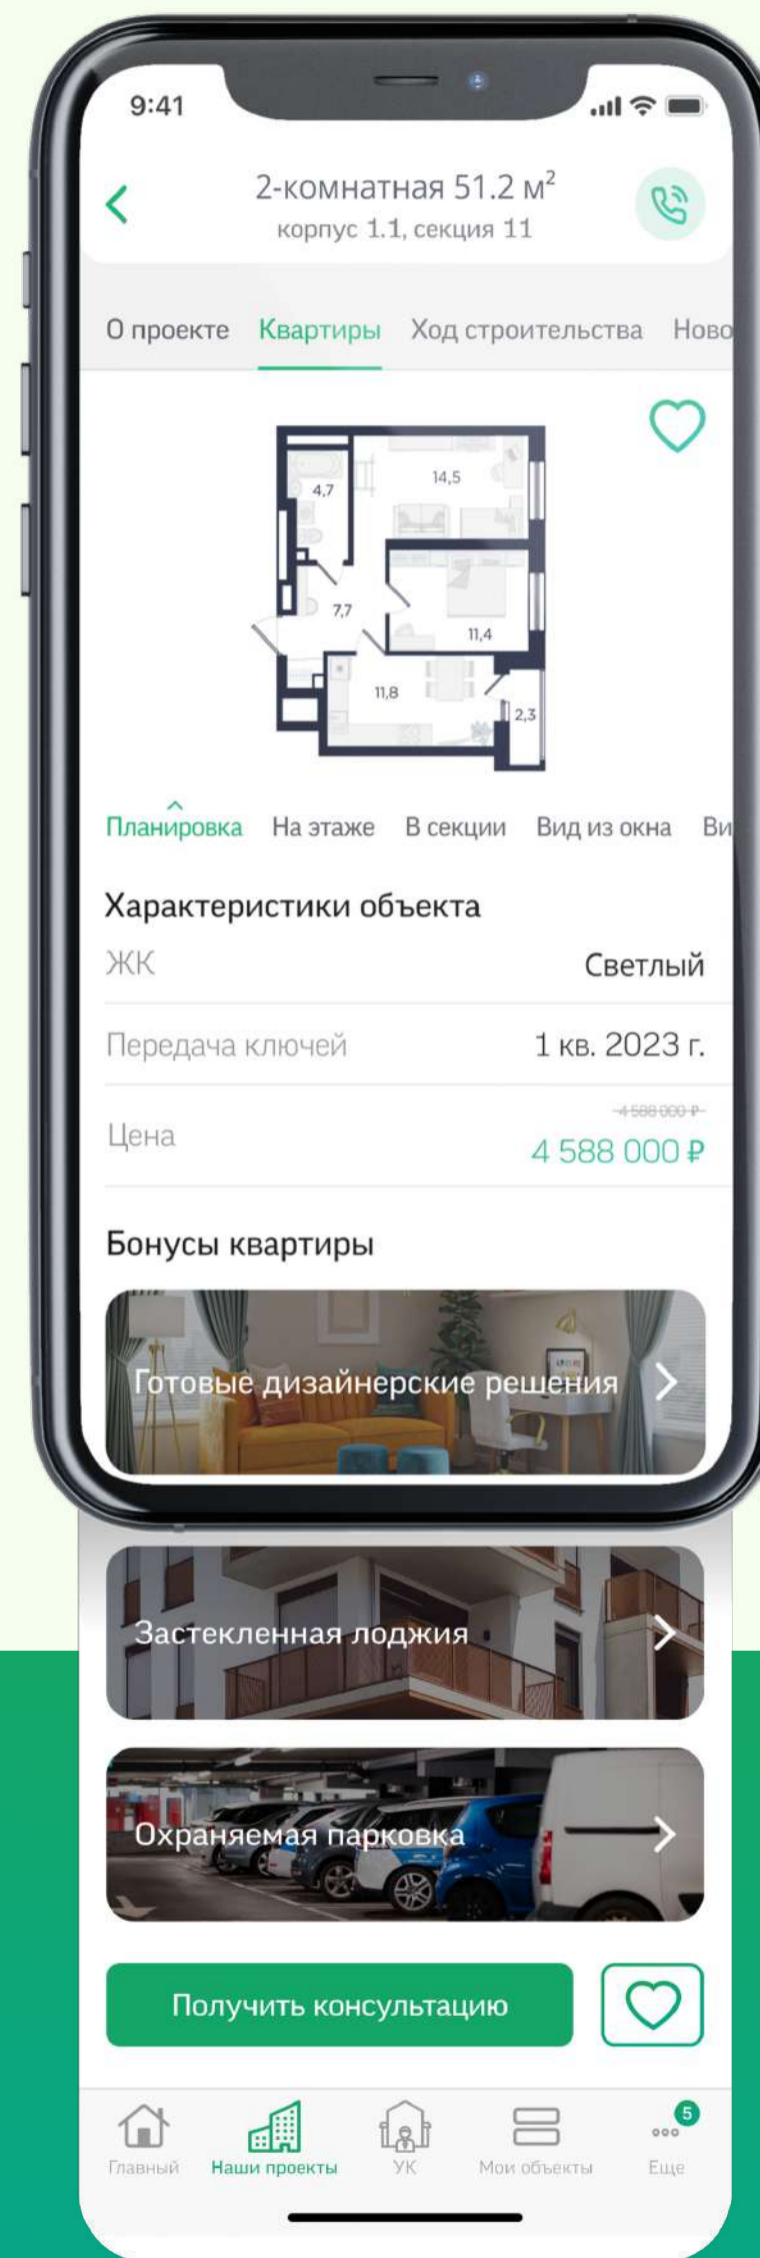 9:41
2-комнатная 51.2 м²
корпус 1.1, секция 11
О проекте Квартиры Ход строительства Ново
4,7
14,5
7,7
11,4
11,8
2,3
Планировка На этаже В секции Вид из окна Ви
Характеристики объекта
ЖК Светлый
Передача ключей 1 кв. 2023 г.
4 588 000 ₽
Цена 4 588 000 ₽
Бонусы квартиры
Готовые дизайнерские решения
Застекленная лоджия
Охраняемая парковка
Получить консультацию
5
Главный Наши проекты УК Мои объекты Еще